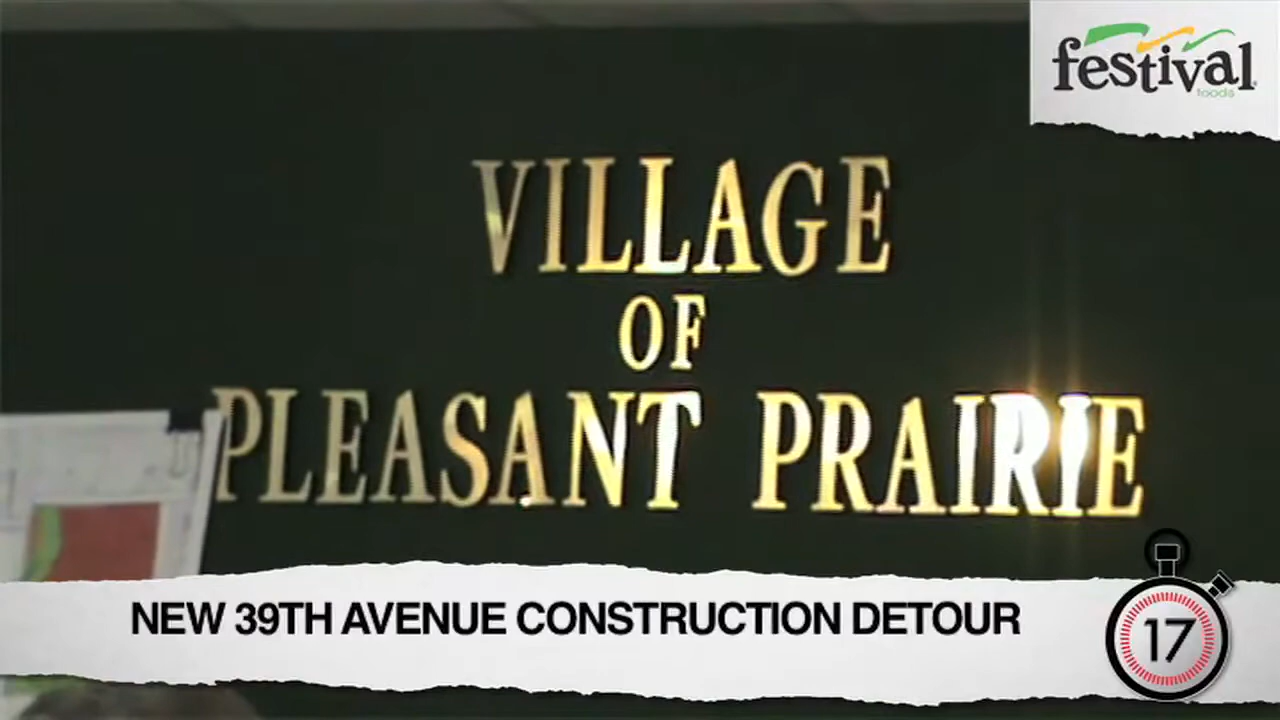 festival
foods
VILLAGE
OF
PLEASANT PRAIRIE
NEW 39TH AVENUE CONSTRUCTION DETOUR
17